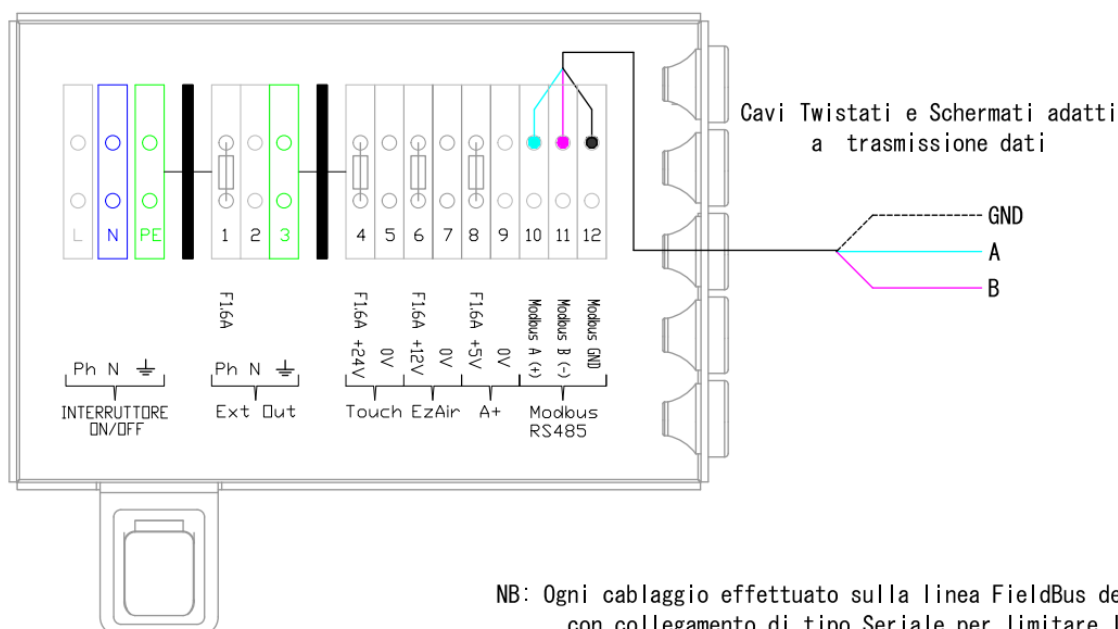 Cavi Twistati e Schermati adatti
a trasmissione dati
GND
A
B
L N PE 1 2 3 4 5 6 7 8 9 10 11 12
F1.6A
F1.6A +24V
0V
F1.6A +12V
0V
F1.6A +5V
0V
Modbus A (+)
Modbus B (-)
Modbus GND
Ph N
INTERRUTTORE
ON/OFF
Ph N
Ext Out
Touch EzAir A+ Modbus
RS485
NB: Ogni cablaggio effettuato sulla linea FieldBus
con collegamento di tipo Seriale per limitare